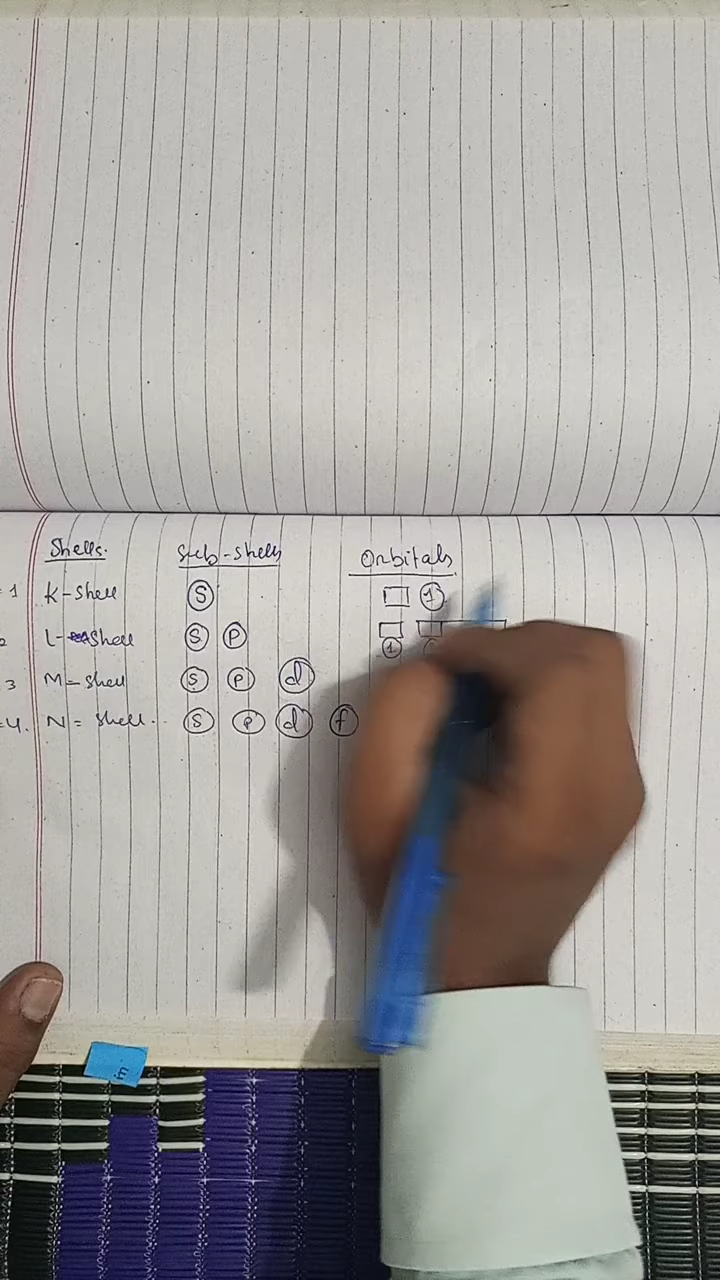 Shells. Sub-shells Orbitals
= 1 K-shell S 1
2 L-shell S P 1
3 M-shell S P d
=4. N= shell.. S P d f
m